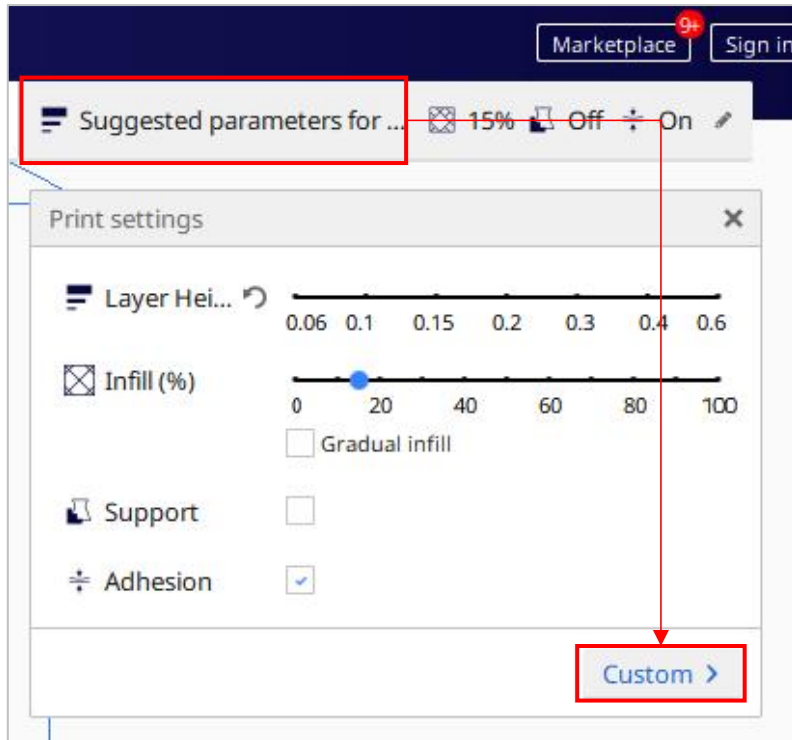 9+
Marketplace Sign in
Suggested parameters for ... 15% Off On
Print settings
Layer Hei...
0.06 0.1 0.15 0.2 0.3 0.4 0.6
Infill (%)
0 20 40 60 80 100
Gradual infill
Support
Adhesion
Custom